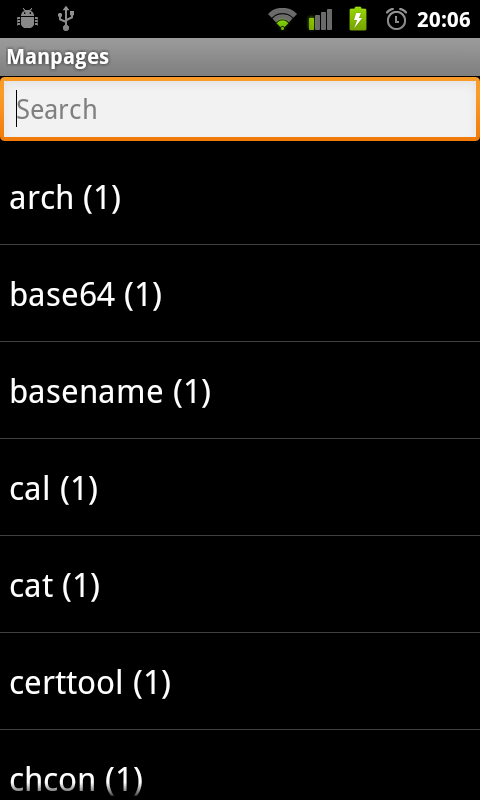 20:06
Manpages
Search
arch (1)
base64 (1)
basename (1)
cal (1)
cat (1)
certtool (1)
chcon (1)